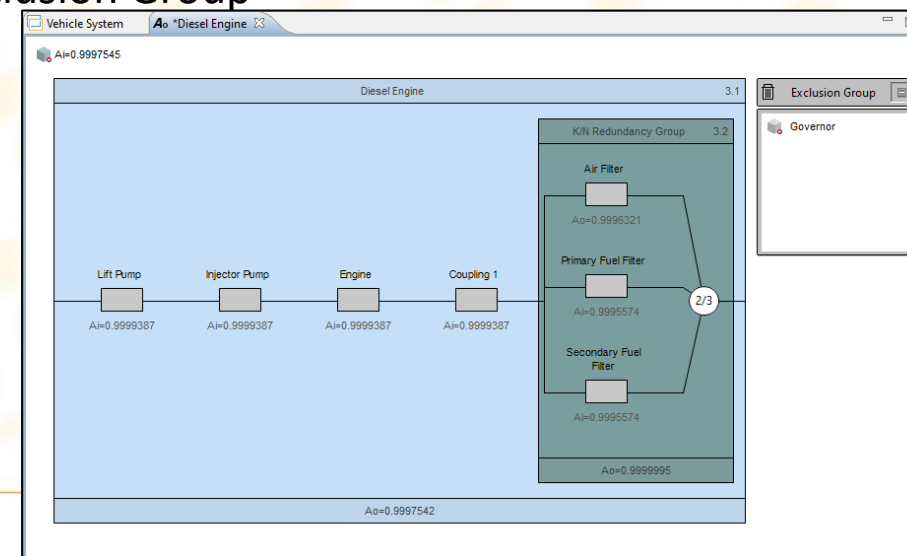 Vehicle System
Ao *Diesel Engine
Ai=0.9997545
Diesel Engine 3.1
K/N Redundancy Group 3.2
Air Filter
Ao=0.9996321
Primary Fuel Filter
Ai=0.9995574
Secondary Fuel
Filter
Ai=0.9995574
2/3
Lift Pump
Ai=0.9999387
Injector Pump
Ai=0.9999387
Engine
Ai=0.9999387
Coupling 1
Ai=0.9999387
Ao=0.9999995
Ao=0.9997542
Exclusion Group
Governor